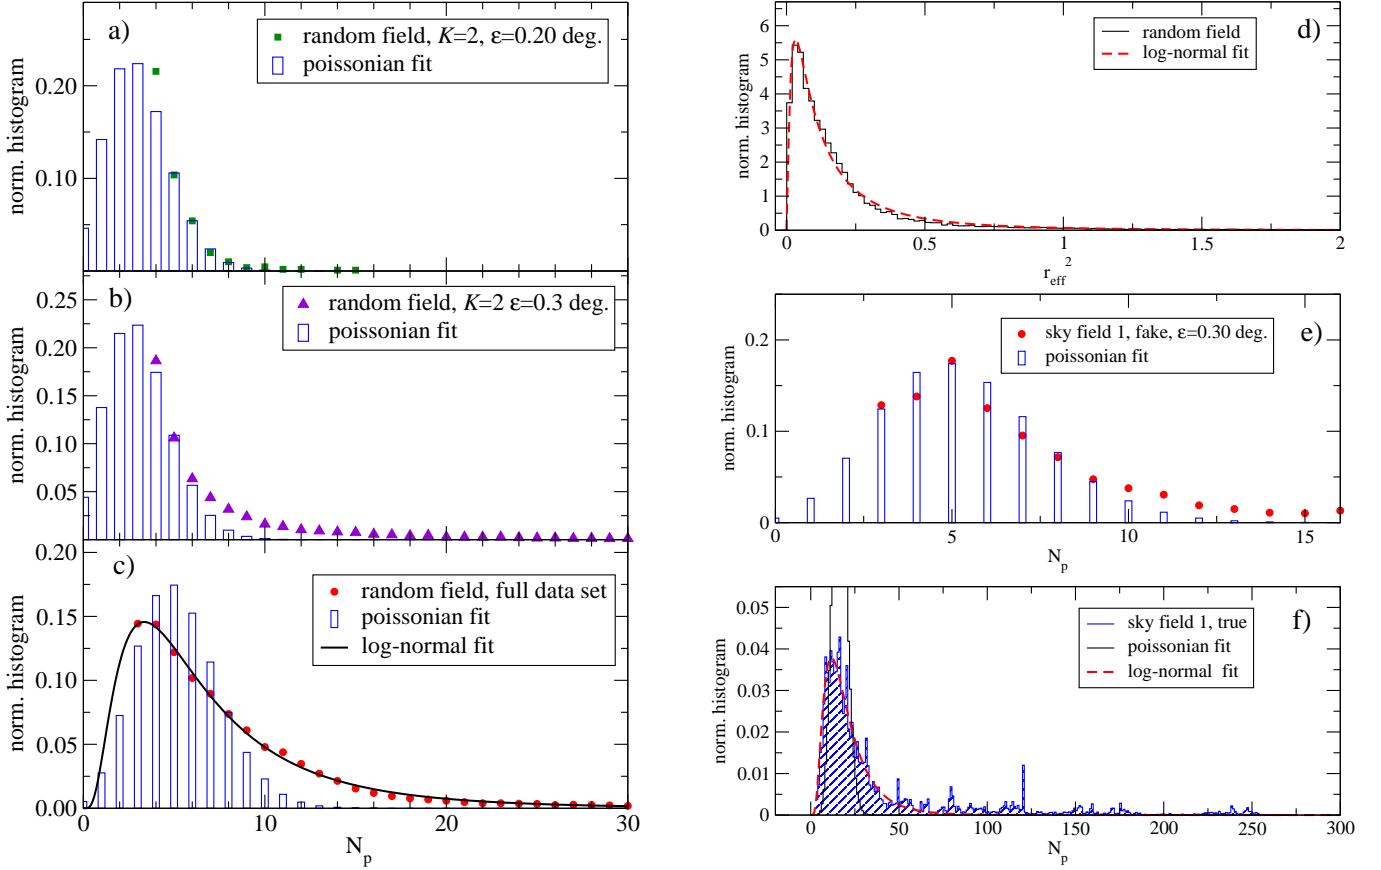 a)
random field, K=2, ε=0.20 deg.
poissonian fit
norm. histogram
0.20
0.10
b)
random field, K=2 ε=0.3 deg.
poissonian fit
norm. histogram
0.25
0.20
0.15
0.10
0.05
c)
random field, full data set
poissonian fit
log-normal fit
norm. histogram
0.20
0.15
0.10
0.05
0.00
0 10 20 30
N_p
d)
random field
log-normal fit
norm. histogram
6
5
4
3
2
1
0
0 0.5 1 1.5 2
r_eff^2
e)
sky field 1, fake, ε=0.30 deg.
poissonian fit
norm. histogram
0.2
0.1
0
0 5 10 15
N_p
f)
sky field 1, true
poissonian fit
log-normal fit
norm. histogram
0.05
0.04
0.03
0.02
0.01
0
0 50 100 150 200 250 300
N_p